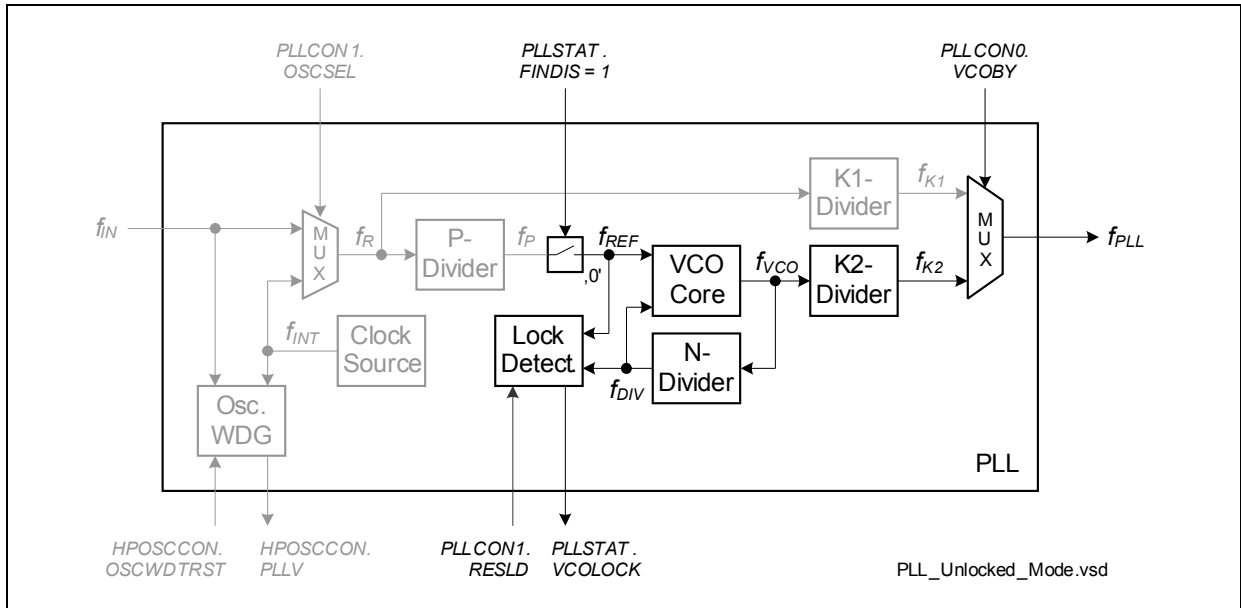 PLLCON1.
OSCSEL
PLLSTAT.
FINDIS = 1
PLLCON0.
VCOBY
fIN
MUX
fR
P-
Divider
fP
fREF
‚0'
VCO
Core
fVCO
K1-
Divider
fK1
K2-
Divider
fK2
MUX
fPLL
fINT
Clock
Source
Lock
Detect.
fDIV
N-
Divider
Osc.
WDG
PLL
HPOSCCON.
OSCWDTRST
HPOSCCON.
PLLV
PLLCON1.
RESLD
PLLSTAT.
VCOLOCK
PLL_Unlocked_Mode.vsd